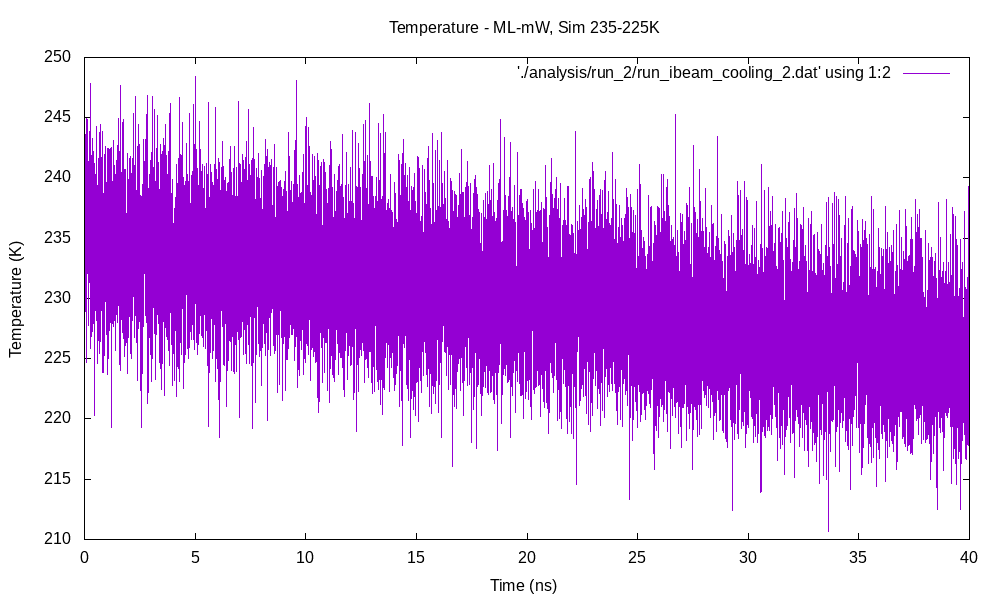 Temperature - ML-mW, Sim 235-225K
'./analysis/run_2/run_ibeam_cooling_2.dat' using 1:2
250
245
240
235
230
225
220
215
210
Temperature (K)
0 5 10 15 20 25 30 35 40
Time (ns)